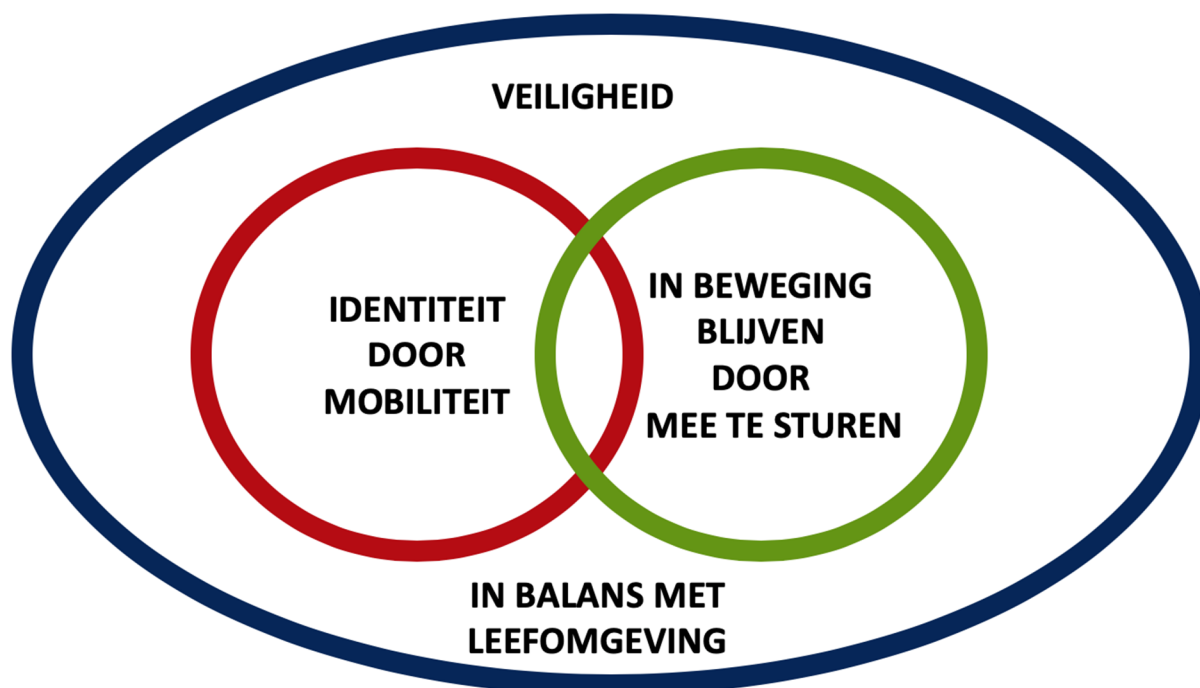 VEILIGHEID
IDENTITEIT
DOOR
MOBILITEIT
IN BEWEGING
BLIJVEN
DOOR
MEE TE STUREN
IN BALANS MET
LEEFOMGEVING